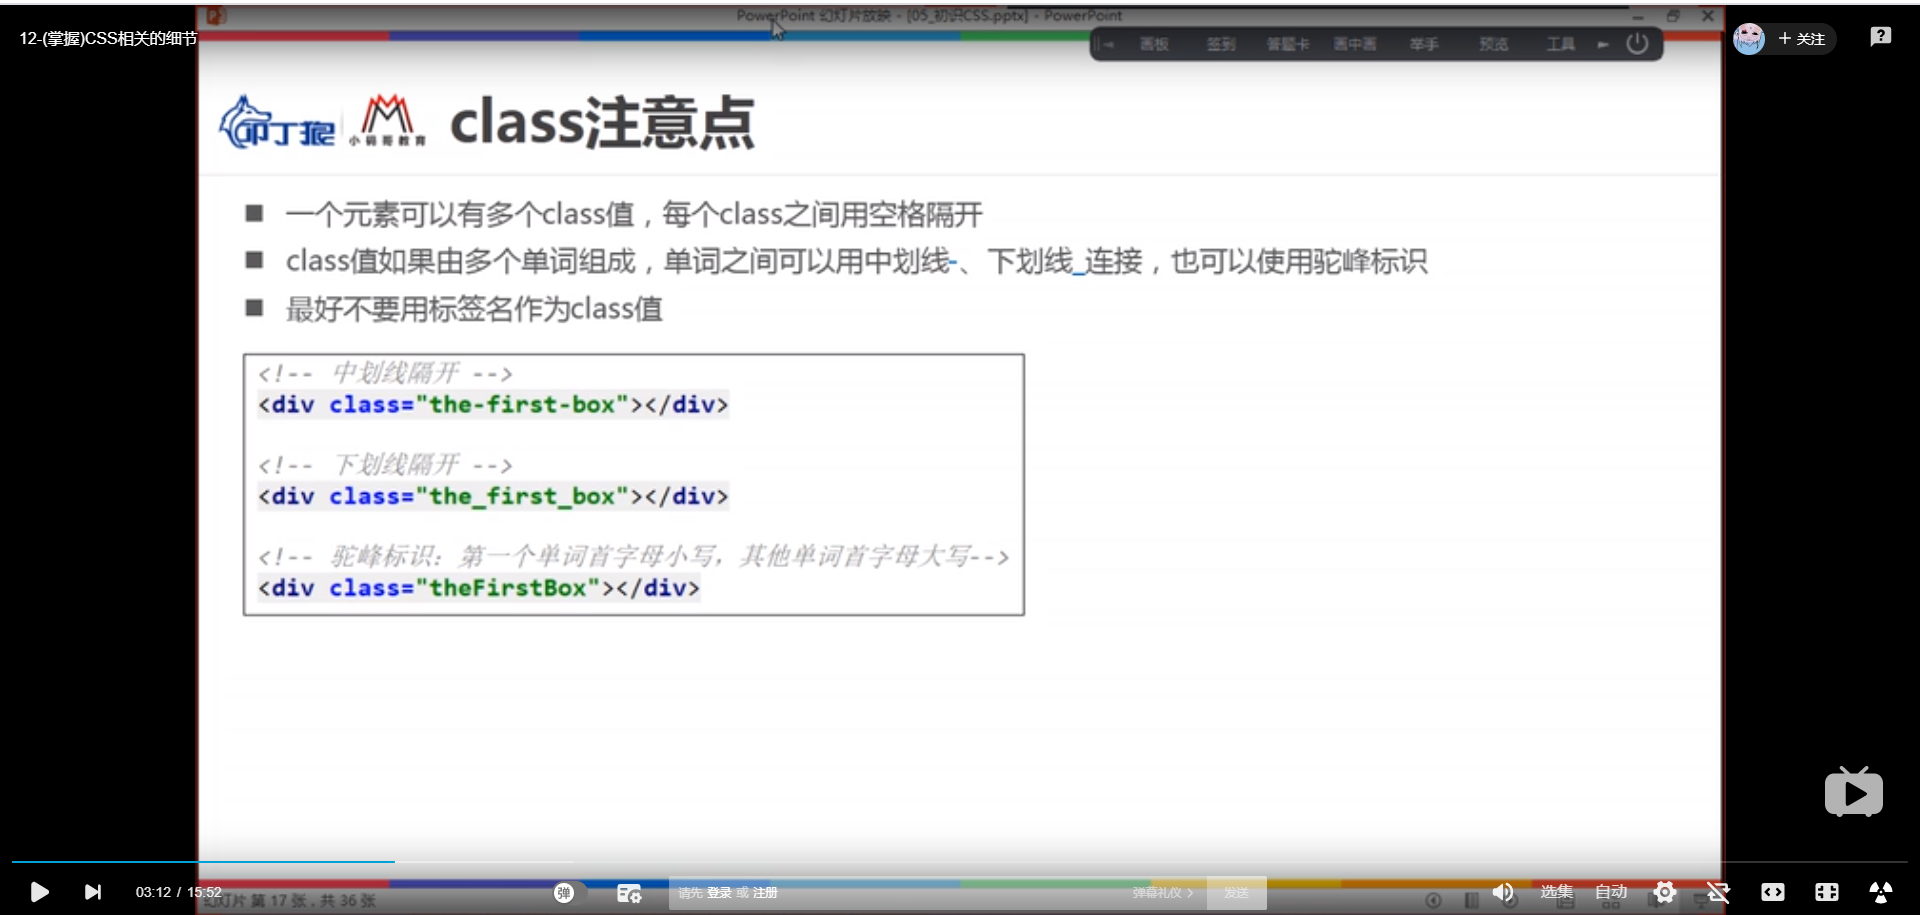 PowerPoint 幻灯片放映 - [05_初识CSS.pptx] - PowerPoint
12-(掌握)CSS相关的细节
画板 签到 答题卡 画中画 举手 预览 工具
+ 关注
叩丁狼 小码哥教育
class注意点
一个元素可以有多个class值，每个class之间用空格隔开
class值如果由多个单词组成，单词之间可以用中划线-、下划线_连接，也可以使用驼峰标识
最好不要用标签名作为class值
<!-- 中划线隔开 -->
<div class="the-first-box"></div>
<!-- 下划线隔开 -->
<div class="the_first_box"></div>
<!-- 驼峰标识：第一个单词首字母小写，其他单词首字母大写-->
<div class="theFirstBox"></div>
03:12 / 15:52
弹
请先 登录 或 注册
弹幕礼仪 >
发送
选集
自动
幻灯片 第 17 张，共 36 张